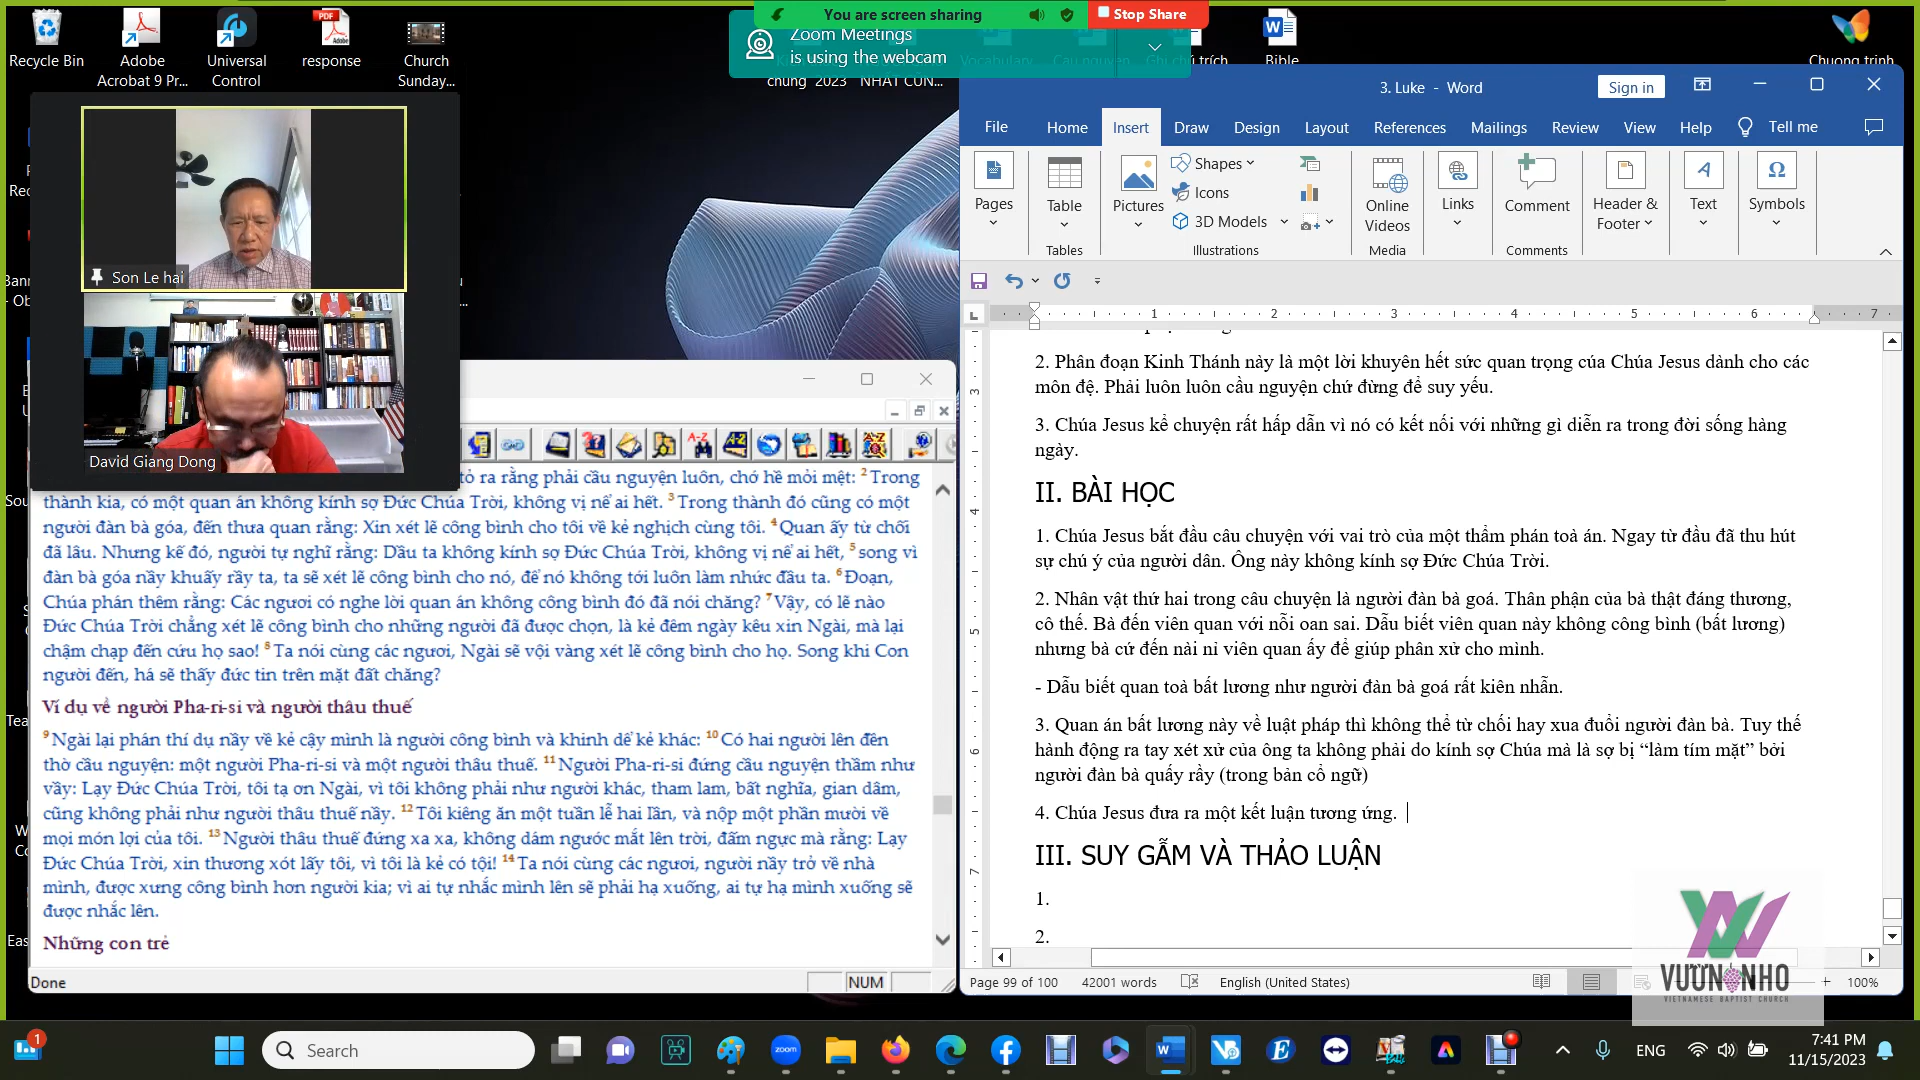 You are screen sharing
Stop Share
Zoom Meetings
is using the webcam
Recycle Bin
Adobe
Acrobat 9 Pr...
Universal
Control
response
Church
Sunday...
chung 2023
NHAT CUN...
Bible
Chuong trinh
Son Le hai
David Giang Dong
3. Luke - Word
Sign in
File Home Insert Draw Design Layout References Mailings Review View Help Tell me
Pages
Table
Tables
Pictures
Shapes
Icons
3D Models
Illustrations
Online
Videos
Media
Links
Comment
Comments
Header &
Footer
Text
Symbols
1 2 3 4 5 6 7
tỏ ra rằng phải cầu nguyện luôn, chớ hề mỏi mệt: 2 Trong
thành kia, có một quan án không kính sợ Đức Chúa Trời, không vị nể ai hết. 3 Trong thành đó cũng có một
người đàn bà góa, đến thưa quan rằng: Xin xét lẽ công bình cho tôi về kẻ nghịch cùng tôi. 4 Quan ấy từ chối
đã lâu. Nhưng kế đó, người tự nghĩ rằng: Dầu ta không kính sợ Đức Chúa Trời, không vị nể ai hết, 5 song vì
đàn bà góa nầy khuấy rầy ta, ta sẽ xét lẽ công bình cho nó, để nó không tới luôn làm nhức đầu ta. 6 Đoạn,
Chúa phán thêm rằng: Các ngươi có nghe lời quan án không công bình đó đã nói chăng? 7 Vậy, có lẽ nào
Đức Chúa Trời chẳng xét lẽ công bình cho những người đã được chọn, là kẻ đêm ngày kêu xin Ngài, mà lại
chậm chạp đến cứu họ sao! 8 Ta nói cùng các ngươi, Ngài sẽ vội vàng xét lẽ công bình cho họ. Song khi Con
người đến, há sẽ thấy đức tin trên mặt đất chăng?
Ví dụ về người Pha-ri-si và người thâu thuế
9 Ngài lại phán thí dụ nầy về kẻ cậy mình là người công bình và khinh dể kẻ khác: 10 Có hai người lên đền
thờ cầu nguyện: một người Pha-ri-si và một người thâu thuế. 11 Người Pha-ri-si đứng cầu nguyện thầm như
vầy: Lạy Đức Chúa Trời, tôi tạ ơn Ngài, vì tôi không phải như người khác, tham lam, bất nghĩa, gian dâm,
cũng không phải như người thâu thuế nầy. 12 Tôi kiêng ăn một tuần lễ hai lần, và nộp một phần mười về
mọi món lợi của tôi. 13 Người thâu thuế đứng xa xa, không dám ngước mắt lên trời, đấm ngực mà rằng: Lạy
Đức Chúa Trời, xin thương xót lấy tôi, vì tôi là kẻ có tội! 14 Ta nói cùng các ngươi, người nầy trở về nhà
mình, được xưng công bình hơn người kia; vì ai tự nhắc mình lên sẽ phải hạ xuống, ai tự hạ mình xuống sẽ
được nhắc lên.
Những con trẻ
Done
NUM
2. Phân đoạn Kinh Thánh này là một lời khuyên hết sức quan trọng của Chúa Jesus dành cho các
môn đệ. Phải luôn luôn cầu nguyện chứ đừng để suy yếu.
3. Chúa Jesus kể chuyện rất hấp dẫn vì nó có kết nối với những gì diễn ra trong đời sống hàng
ngày.
II. BÀI HỌC
1. Chúa Jesus bắt đầu câu chuyện với vai trò của một thẩm phán toà án. Ngay từ đầu đã thu hút
sự chú ý của người dân. Ông này không kính sợ Đức Chúa Trời.
2. Nhân vật thứ hai trong câu chuyện là người đàn bà goá. Thân phận của bà thật đáng thương,
cô thế. Bà đến viên quan với nỗi oan sai. Dẫu biết viên quan này không công bình (bất lương)
nhưng bà cứ đến nài nỉ viên quan ấy để giúp phân xử cho mình.
- Dẫu biết quan toà bất lương như người đàn bà goá rất kiên nhẫn.
3. Quan án bất lương này về luật pháp thì không thể từ chối hay xua đuổi người đàn bà. Tuy thế
hành động ra tay xét xử của ông ta không phải do kính sợ Chúa mà là sợ bị “làm tím mặt” bởi
người đàn bà quấy rầy (trong bản cổ ngữ)
4. Chúa Jesus đưa ra một kết luận tương ứng.
III. SUY GẪM VÀ THẢO LUẬN
1.
2.
Page 99 of 100 42001 words English (United States) 100%
VUON NHO
VIETNAMESE BAPTIST CHURCH
Search
ENG
7:41 PM
11/15/2023